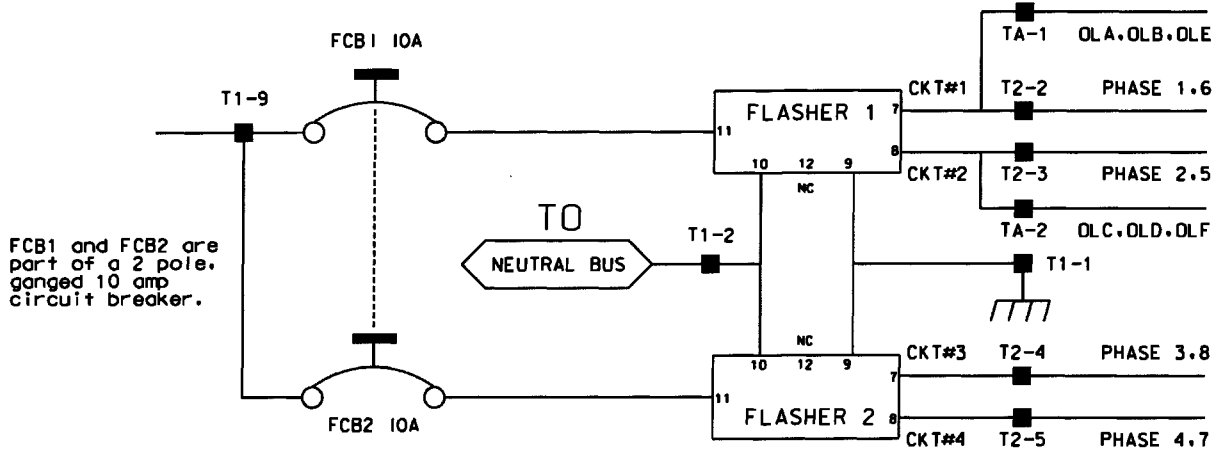 FCB1 10A
T1-9
FCB1 and FCB2 are
part of a 2 pole.
ganged 10 amp
circuit breaker.
FCB2 10A
TO
NEUTRAL BUS
T1-2
FLASHER 1
11
7
8
10 12 9
NC
CKT#1
CKT#2
TA-1 OLA.OLB.OLE
T2-2 PHASE 1.6
T2-3 PHASE 2.5
TA-2 OLC.OLD.OLF
T1-1
NC
10 12 9
FLASHER 2
11
7
8
CKT#3 T2-4 PHASE 3.8
CKT#4 T2-5 PHASE 4.7